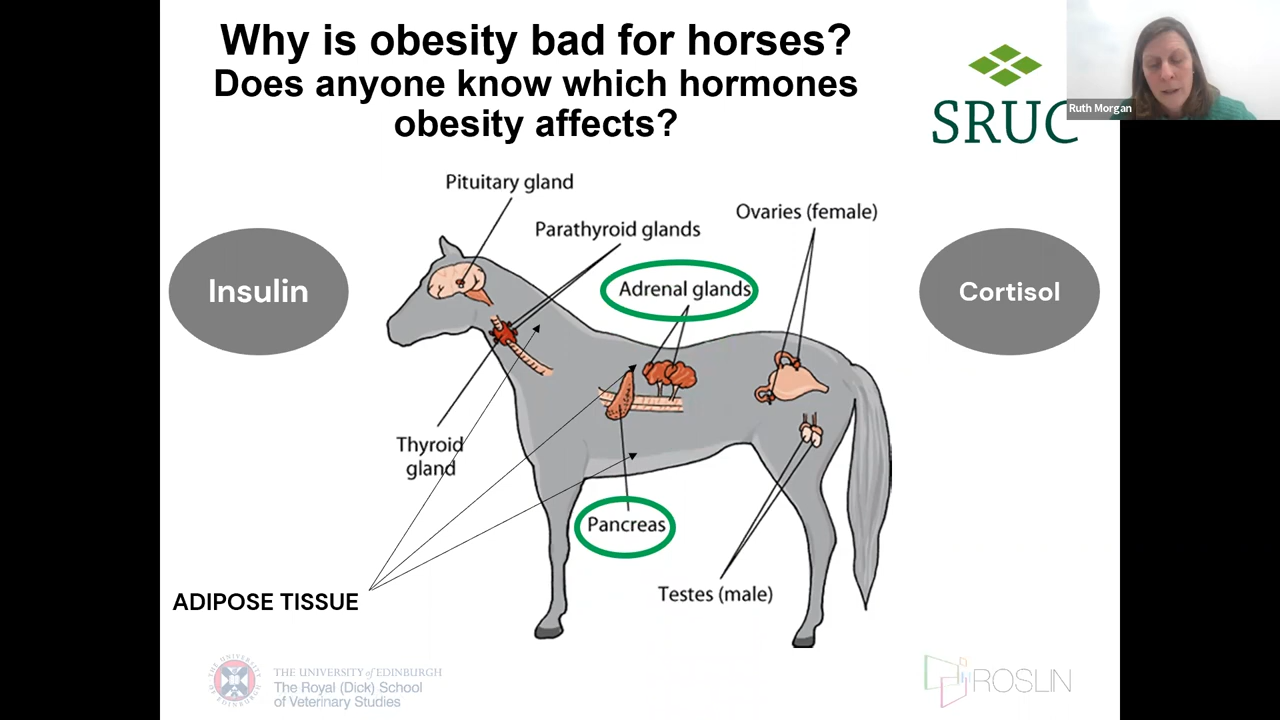 Why is obesity bad for horses?
Does anyone know which hormones
obesity affects?
SRUC
Ruth Morgan
Pituitary gland
Parathyroid glands
Ovaries (female)
Insulin
Adrenal glands
Cortisol
Thyroid
gland
Pancreas
Testes (male)
ADIPOSE TISSUE
THE UNIVERSITY of EDINBURGH
The Royal (Dick) School
of Veterinary Studies
ROSLIN